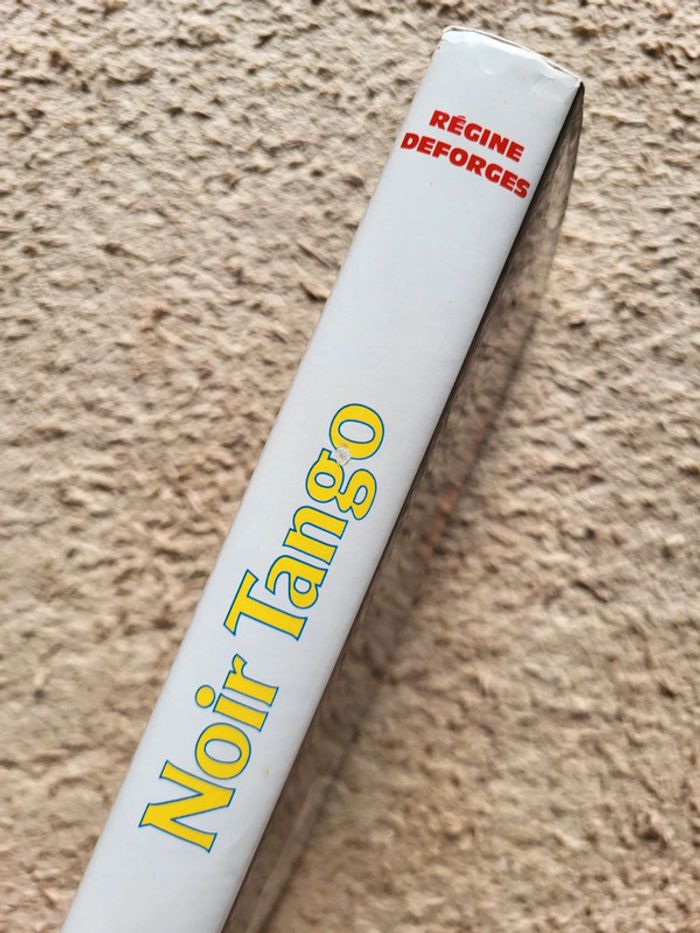 RÉGINE
DEFORGES
Noir Tango